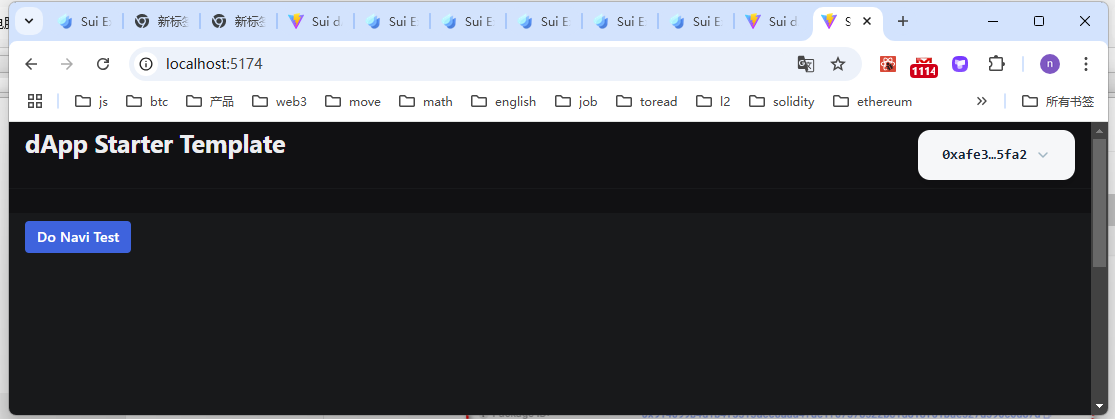 Sui d
Sui E
新标签
新标签
Sui d
Sui E
Sui E
Sui E
Sui E
Sui E
Sui d
S
localhost:5174
1114
n
js
btc
产品
web3
move
math
english
job
toread
l2
solidity
ethereum
所有书签
dApp Starter Template
0xafe3…5fa2
Do Navi Test